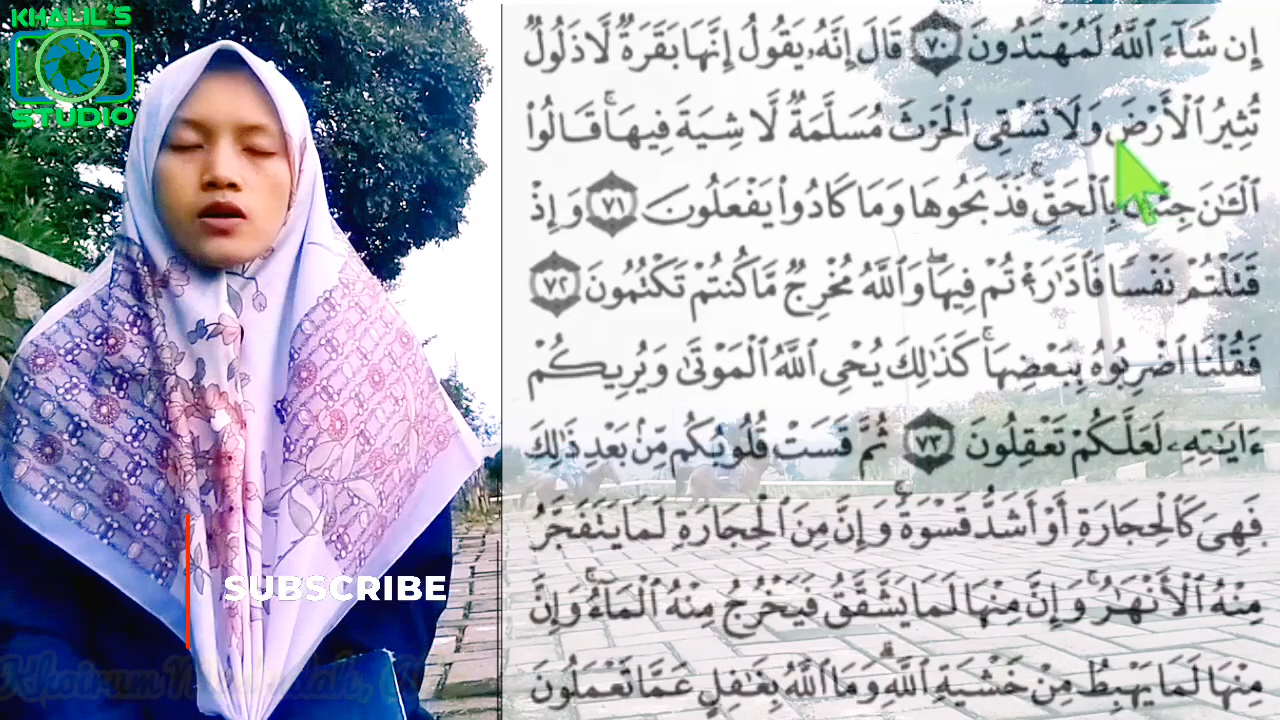 KHALIL'S
STUDIO
إِن شَآءَ ٱللَّهُ لَمُهْتَدُونَ ٧٠ قَالَ إِنَّهُۥ يَقُولُ إِنَّهَا بَقَرَةٌ لَّا ذَلُولٌ
تُثِيرُ ٱلْأَرْضَ وَلَا تَسْقِى ٱلْحَرْثَ مُسَلَّمَةٌ لَّا شِيَةَ فِيهَا ۚ قَالُوا۟
ٱلْـَٰٔنَ جِئْتَ بِٱلْحَقِّ ۚ فَذَبَحُوهَا وَمَا كَادُوا۟ يَفْعَلُونَ ٧١ وَإِذْ
قَتَلْتُمْ نَفْسًا فَٱدَّٰرَْٰٔتُمْ فِيهَا ۖ وَٱللَّهُ مُخْرِجٌ مَّا كُنتُمْ تَكْتُمُونَ ٧٢
فَقُلْنَا ٱضْرِبُوهُ بِبَعْضِهَا ۚ كَذَٰلِكَ يُحْىِ ٱللَّهُ ٱلْمَوْتَىٰ وَيُرِيكُمْ
ءَايَـٰتِهِۦ لَعَلَّكُمْ تَعْقِلُونَ ٧٣ ثُمَّ قَسَتْ قُلُوبُكُم مِّنۢ بَعْدِ ذَٰلِكَ
فَهِىَ كَٱلْحِجَارَةِ أَوْ أَشَدُّ قَسْوَةً ۚ وَإِنَّ مِنَ ٱلْحِجَارَةِ لَمَا يَتَفَجَّرُ
مِنْهُ ٱلْأَنْهَـٰرُ ۚ وَإِنَّ مِنْهَا لَمَا يَشَّقَّقُ فَيَخْرُجُ مِنْهُ ٱلْمَآءُ ۚ وَإِنَّ
مِنْهَا لَمَا يَهْبِطُ مِنْ خَشْيَةِ ٱللَّهِ ۗ وَمَا ٱللَّهُ بِغَـٰفِلٍ عَمَّا تَعْمَلُونَ
SUBSCRIBE
Khoirum